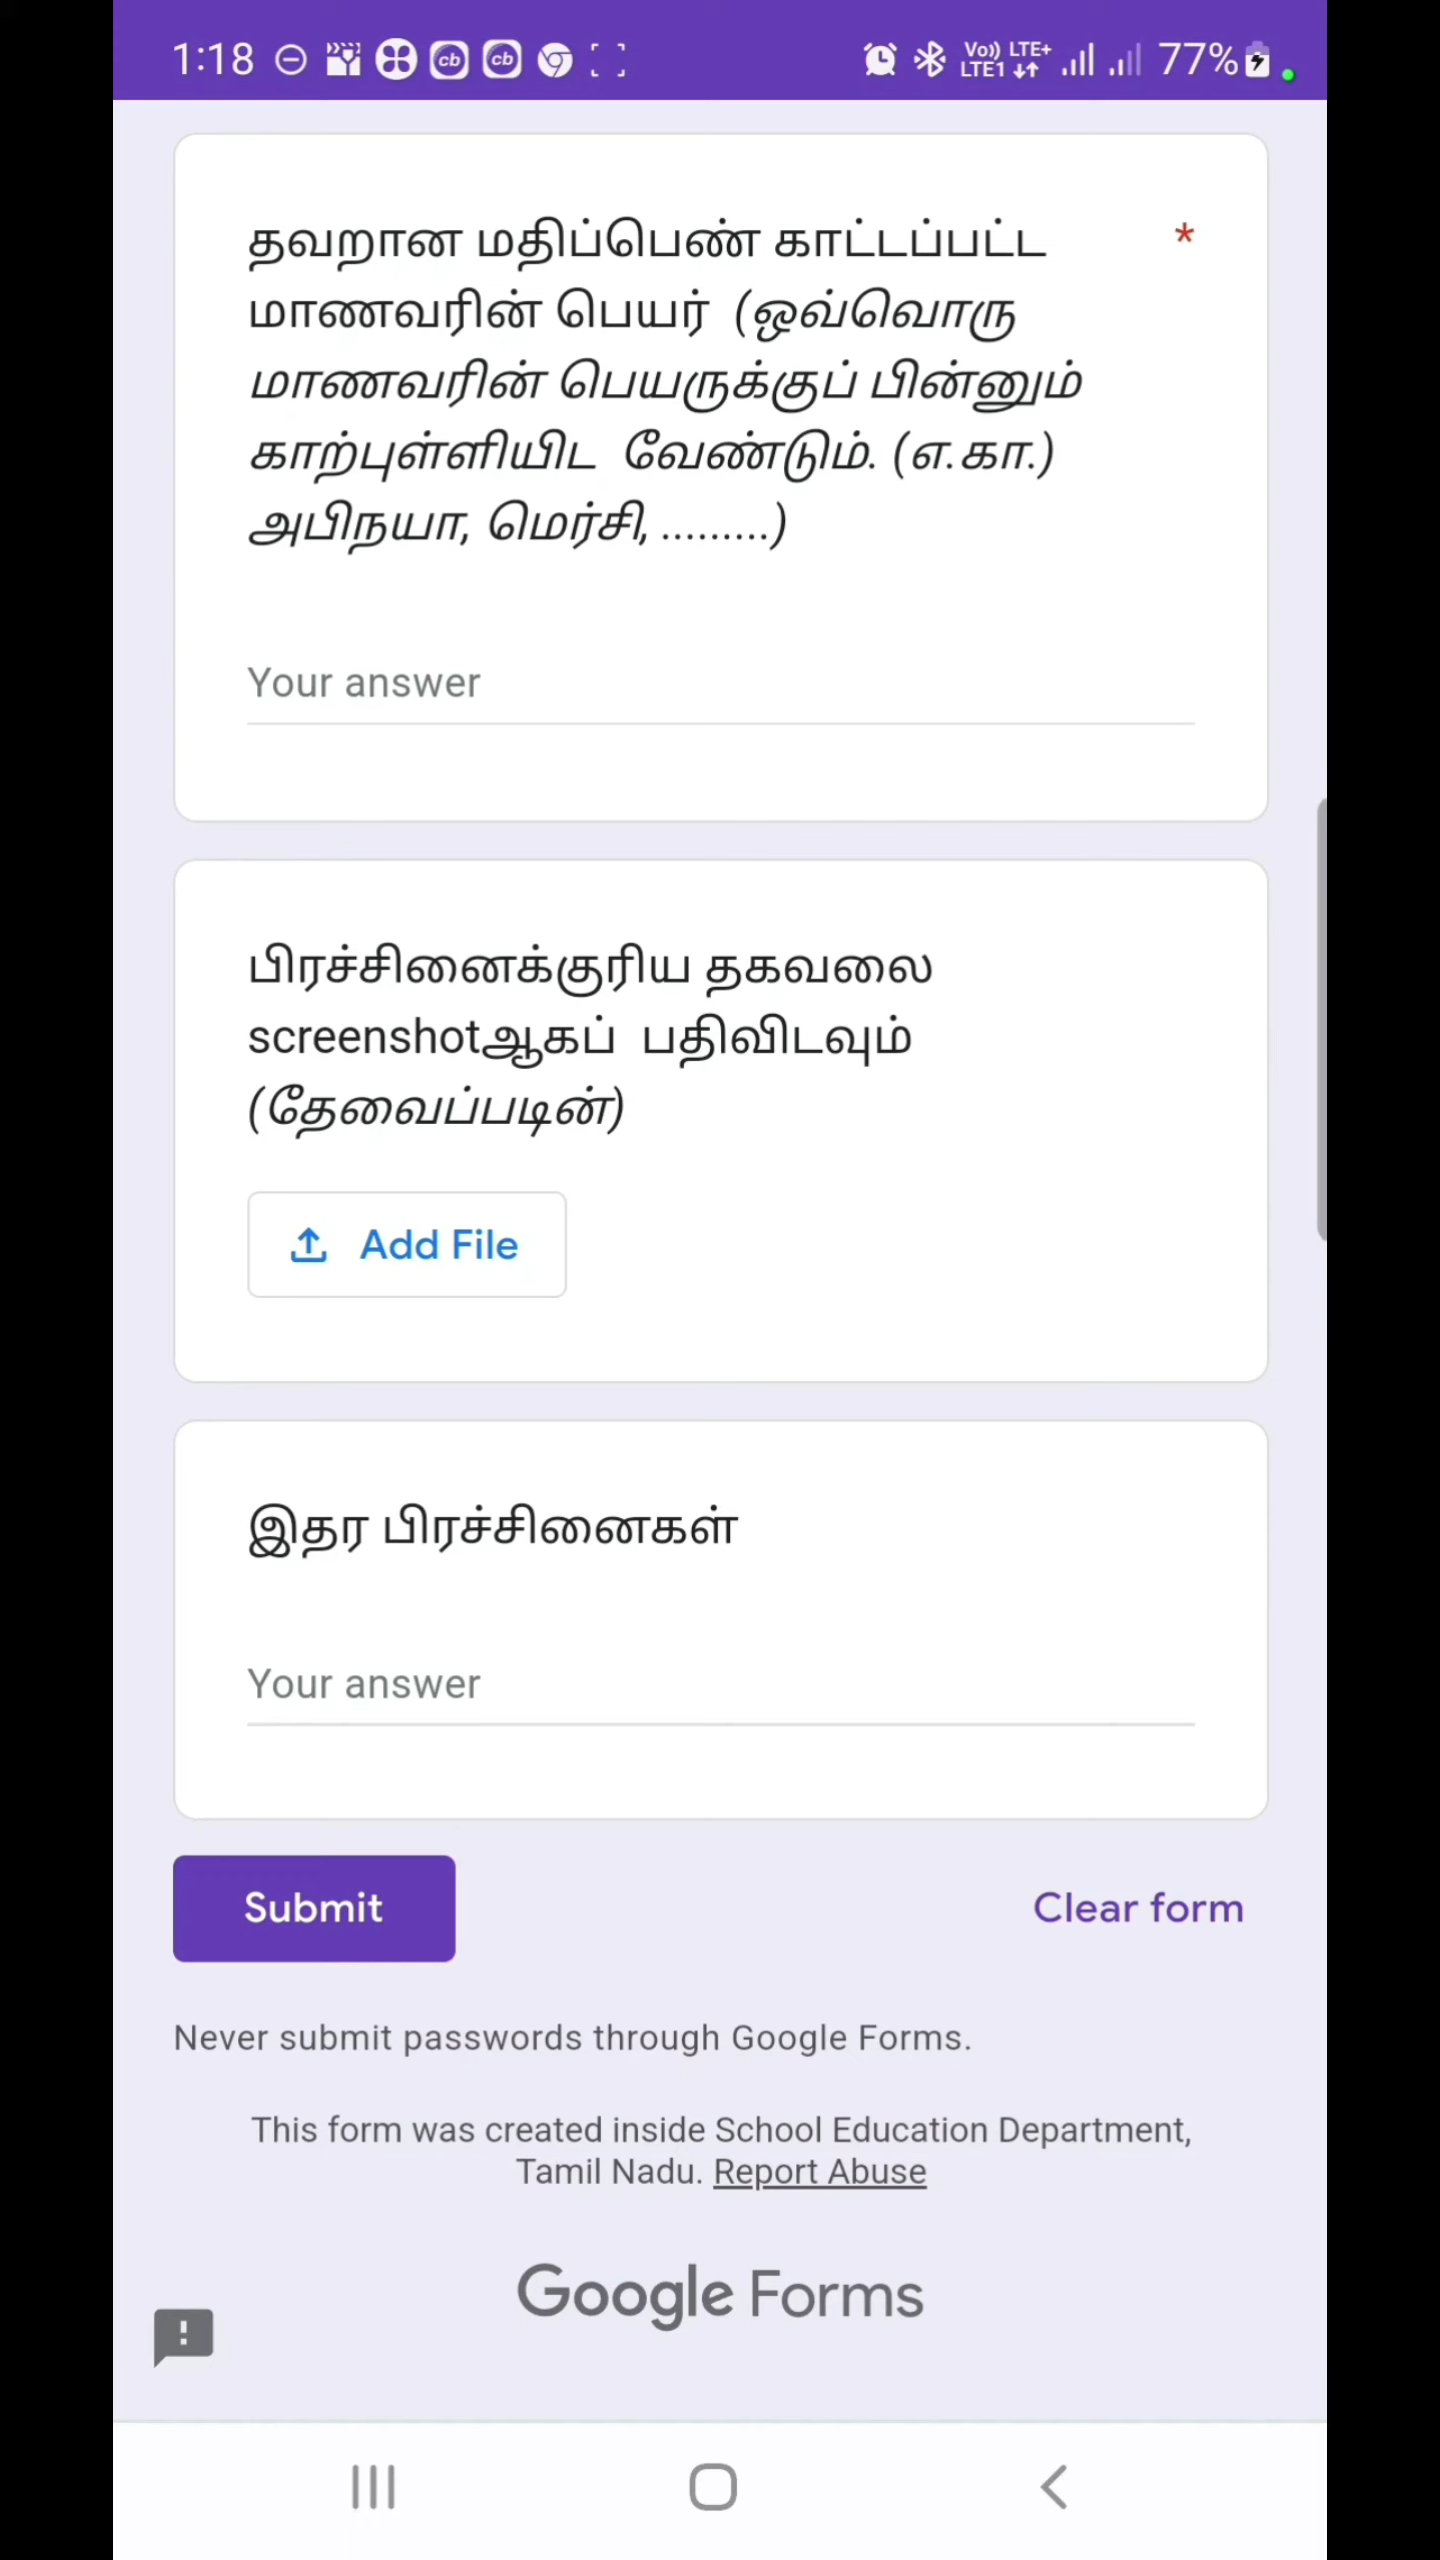 1:18
Vo)) LTE+ 77%
LTE1
தவறான மதிப்பெண் காட்டப்பட்ட *
மாணவரின் பெயர் (ஒவ்வொரு
மாணவரின் பெயருக்குப் பின்னும்
காற்புள்ளியிட வேண்டும். (எ.கா.)
அபிநயா, மெர்சி, .........)
Your answer
பிரச்சினைக்குரிய தகவலை
screenshotஆகப் பதிவிடவும்
(தேவைப்படின்)
Add File
இதர பிரச்சினைகள்
Your answer
Submit Clear form
Never submit passwords through Google Forms.
This form was created inside School Education Department,
Tamil Nadu. Report Abuse
Google Forms